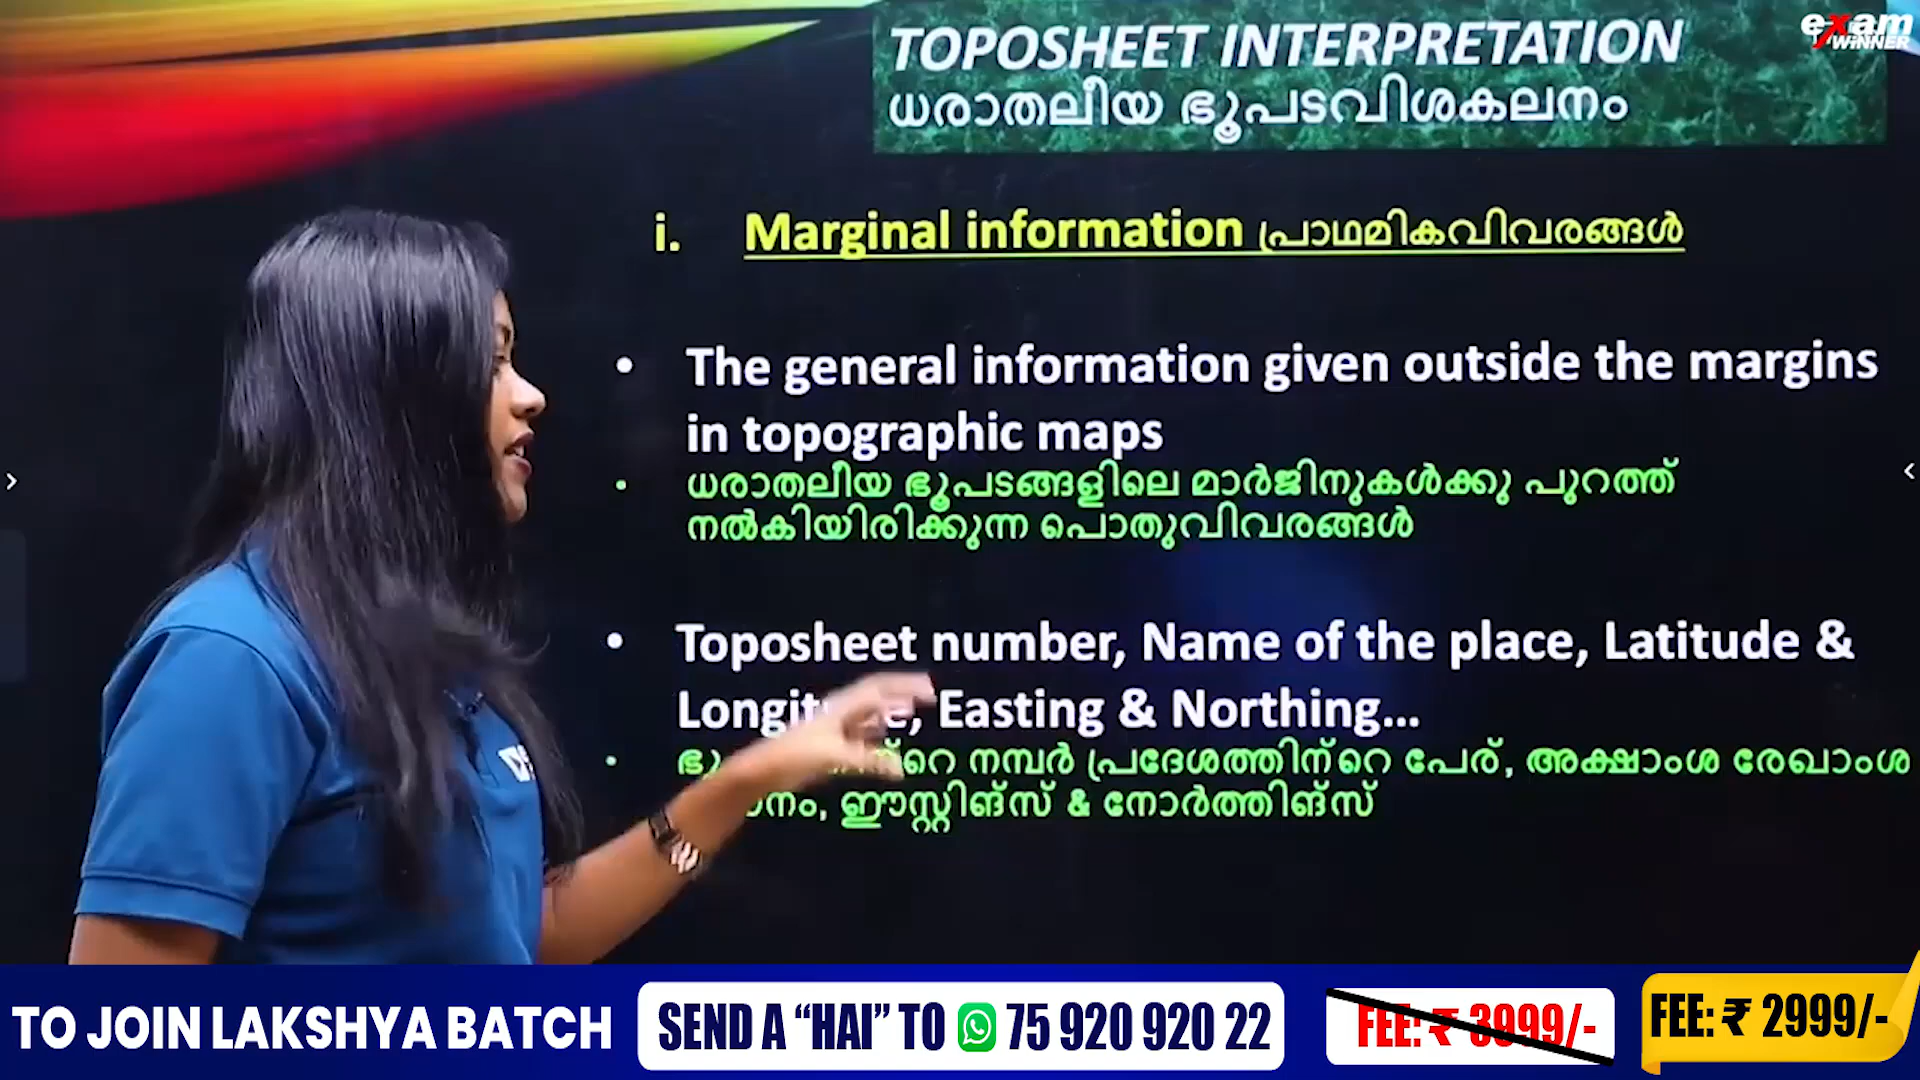 TOPOSHEET INTERPRETATION
ധരാതലീയ ഭൂപടവിശകലനം
exam
WINNER
i. Marginal information പ്രാഥമികവിവരങ്ങൾ
• The general information given outside the margins
in topographic maps
• ധരാതലീയ ഭൂപടങ്ങളിലെ മാർജിനുകൾക്കു പുറത്ത്
നൽകിയിരിക്കുന്ന പൊതുവിവരങ്ങൾ
• Toposheet number, Name of the place, Latitude &
Easting & Northing...
• നമ്പർ പ്രദേശത്തിന്റെ പേര്, അക്ഷാംശ രേഖാംശ
ഈസ്റ്റിങ്സ് & നോർത്തിങ്സ്
TO JOIN LAKSHYA BATCH
SEND A “HAI” TO 75 920 920 22
FEE: ₹ 3999/-
FEE: ₹ 2999/-